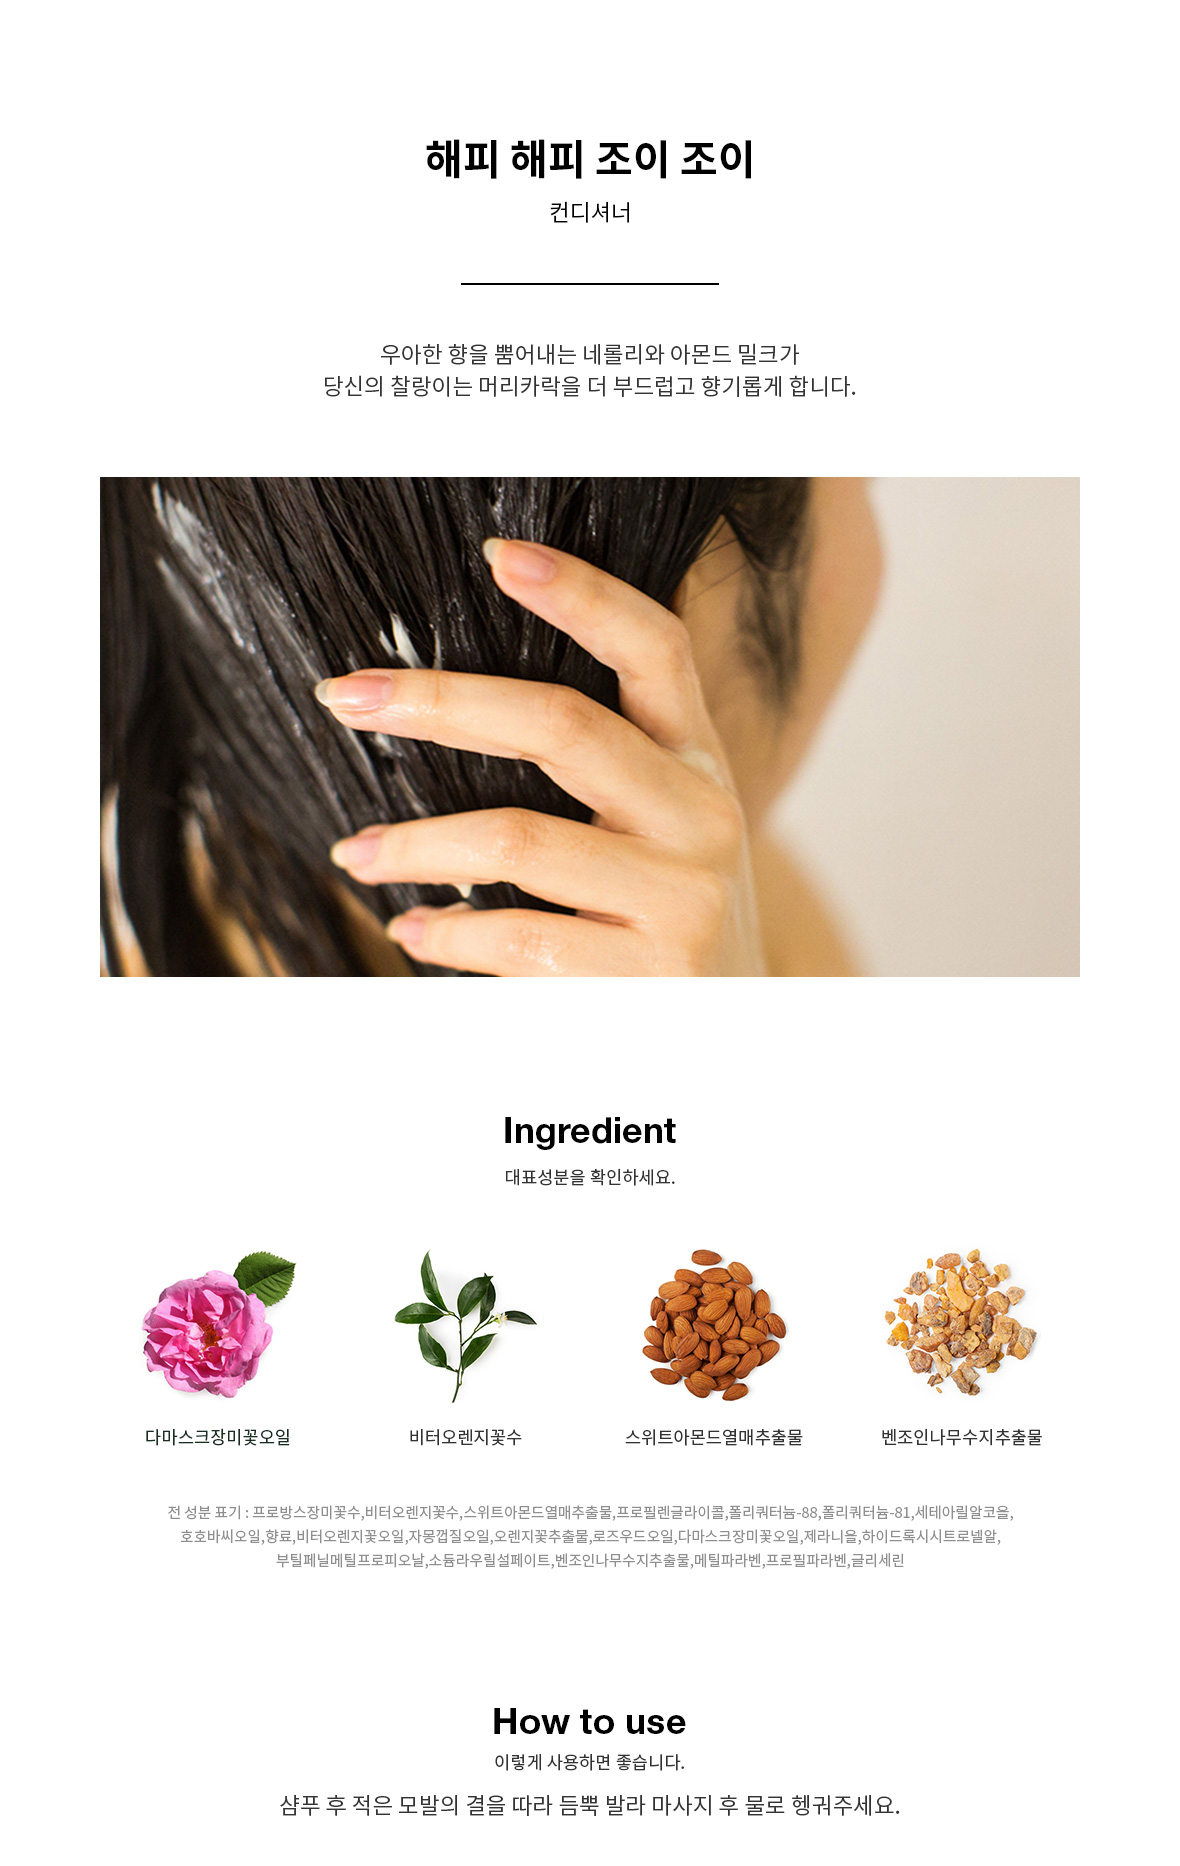 해피 해피 조이 조이
컨디셔너
우아한 향을 뿜어내는 네롤리와 아몬드 밀크가
당신의 찰랑이는 머리카락을 더 부드럽고 향기롭게 합니다.
Ingredient
대표성분을 확인하세요.
다마스크장미꽃오일
비터오렌지꽃수
스위트아몬드열매추출물
벤조인나무수지추출물
전 성분 표기 : 프로방스장미꽃수,비터오렌지꽃수,스위트아몬드열매추출물,프로필렌글라이콜,폴리쿼터늄-88,폴리쿼터늄-81,세테아릴알코올,
호호바씨오일,향료,비터오렌지꽃오일,자몽껍질오일,오렌지꽃추출물,로즈우드오일,다마스크장미꽃오일,제라니올,하이드록시시트로넬알,
부틸페닐메틸프로피오날,소듐라우릴설페이트,벤조인나무수지추출물,메틸파라벤,프로필파라벤,글리세린
How to use
이렇게 사용하면 좋습니다.
샴푸 후 적은 모발의 결을 따라 듬뿍 발라 마사지 후 물로 헹궈주세요.